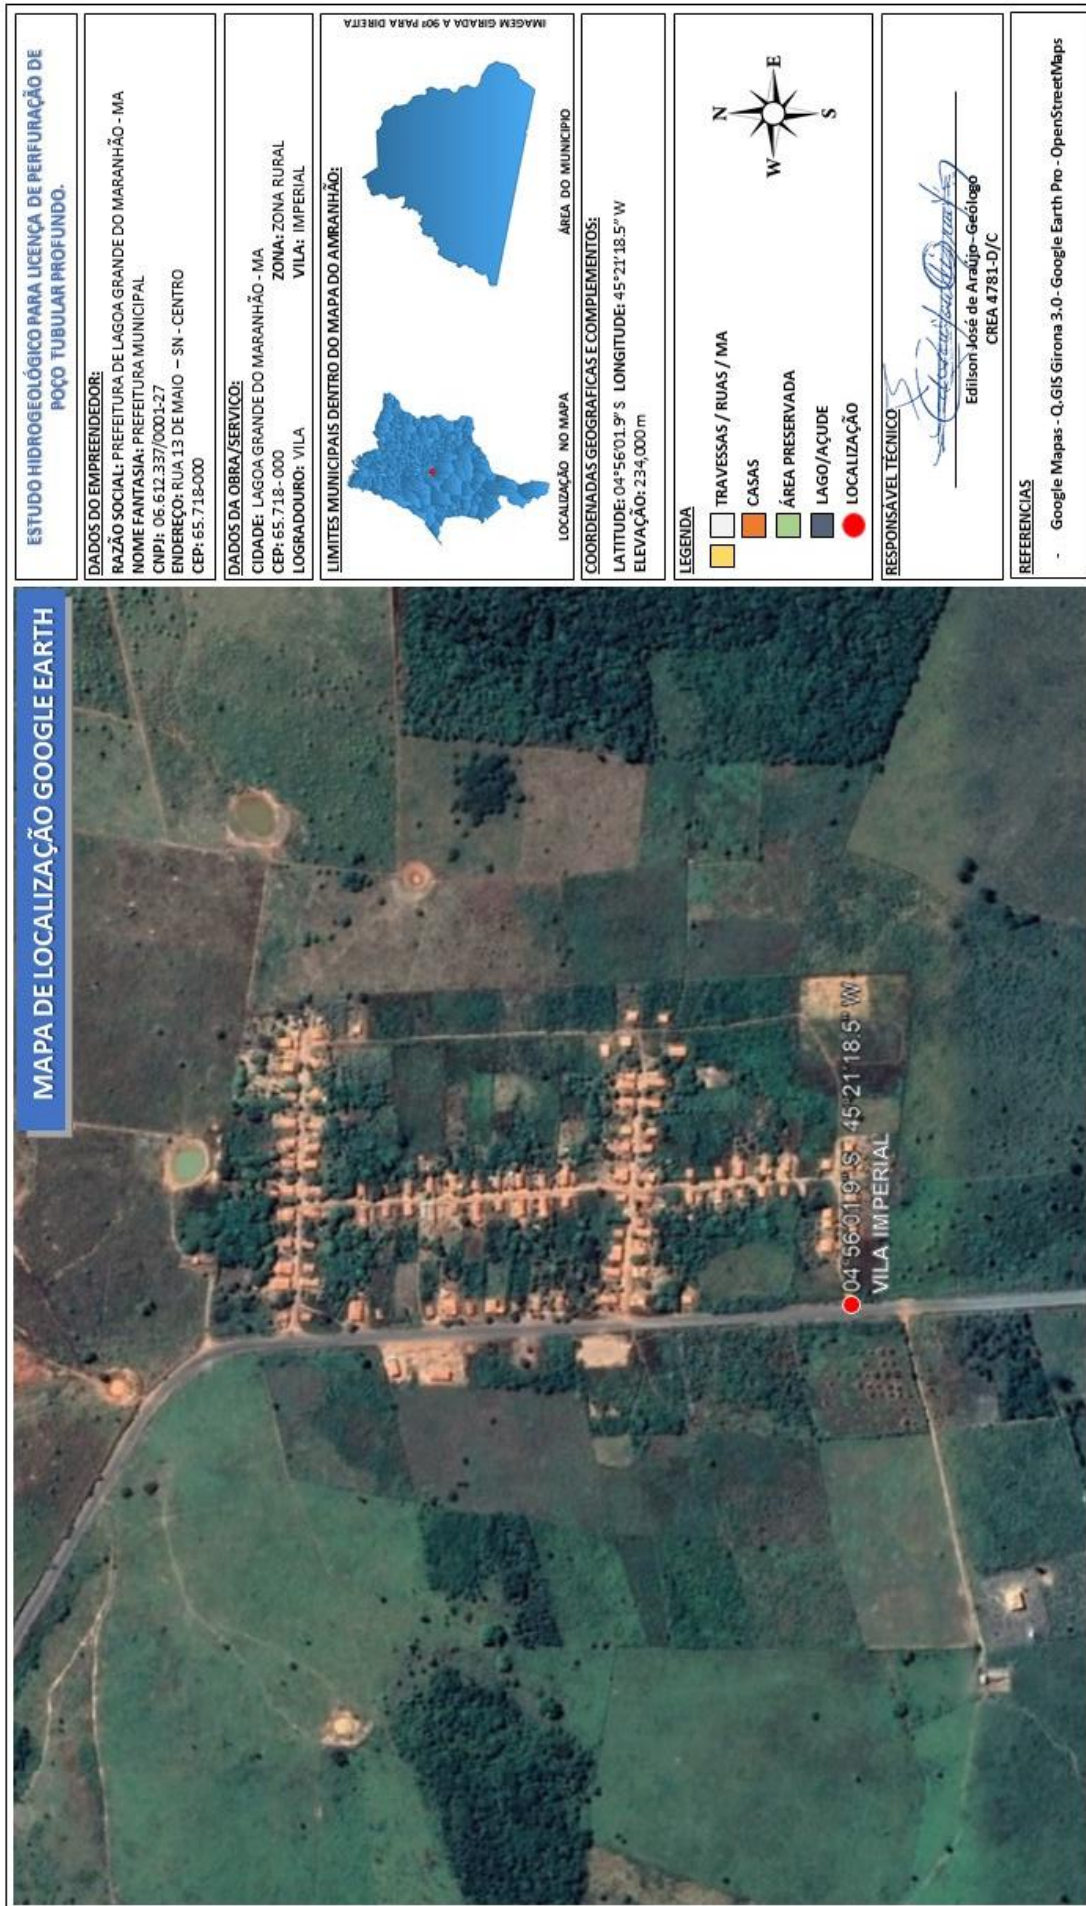 MAPA DE LOCALIZAÇÃO GOOGLE EARTH
04°56'01.9" S 45°21'18.5" W
VILA IMPERIAL
ESTUDO HIDROGEOLÓGICO PARA LICENÇA DE PERFURAÇÃO DE
POÇO TUBULAR PROFUNDO.
DADOS DO EMPREENDEDOR:
RAZÃO SOCIAL: PREFEITURA DE LAGOA GRANDE DO MARANHÃO - MA
NOME FANTASIA: PREFEITURA MUNICIPAL
CNPJ: 06.612.337/0001-27
ENDEREÇO: RUA 13 DE MAIO – SN - CENTRO
CEP: 65.718-000
DADOS DA OBRA/SERVIÇO:
CIDADE: LAGOA GRANDE DO MARANHÃO - MA
CEP: 65.718-000 ZONA: ZONA RURAL
LOGRADOURO: VILA VILA: IMPERIAL
LIMITES MUNICIPAIS DENTRO DO MAPA DO AMRANHÃO:
IMAGEM GIRADA A 90º PARA DIREITA
LOCALIZAÇÃO NO MAPA ÁREA DO MUNICIPIO
COORDENADAS GEOGRAFICAS E COMPLEMENTOS:
LATITUDE: 04°56'01.9" S LONGITUDE: 45°21'18.5" W
ELEVAÇÃO: 234,000 m
LEGENDA
TRAVESSAS / RUAS / MA
CASAS
ÁREA PRESERVADA
LAGO/AÇUDE
LOCALIZAÇÃO
N
W E
S
RESPONSÁVEL TÉCNICO
Edilson José de Araújo - Geólogo
CREA 4781-D/C
REFERENCIAS
- Google Mapas - Q.GIS Girona 3.0 - Google Earth Pro - OpenStreetMaps